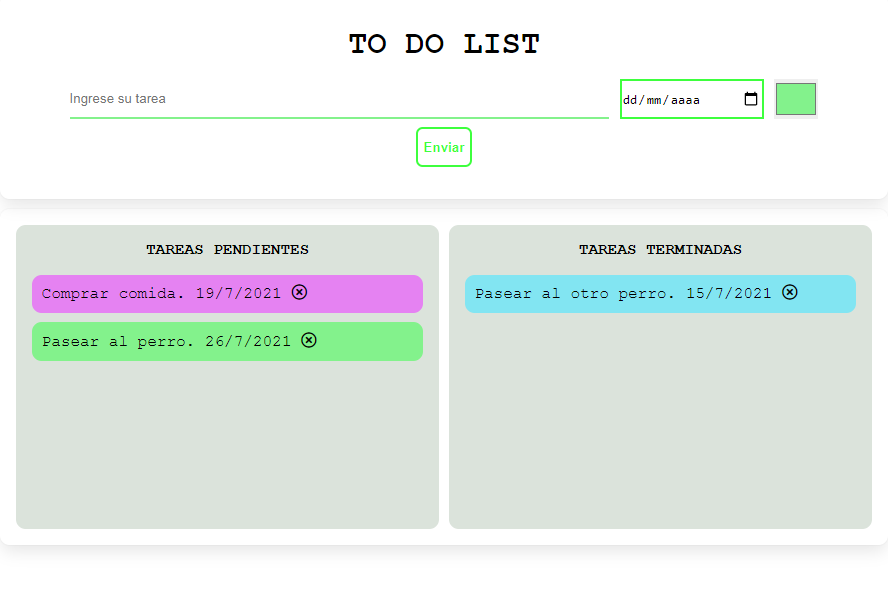 TO DO LIST
Ingrese su tarea
dd/mm/aaaa
Enviar
TAREAS PENDIENTES
Comprar comida. 19/7/2021
Pasear al perro. 26/7/2021
TAREAS TERMINADAS
Pasear al otro perro. 15/7/2021